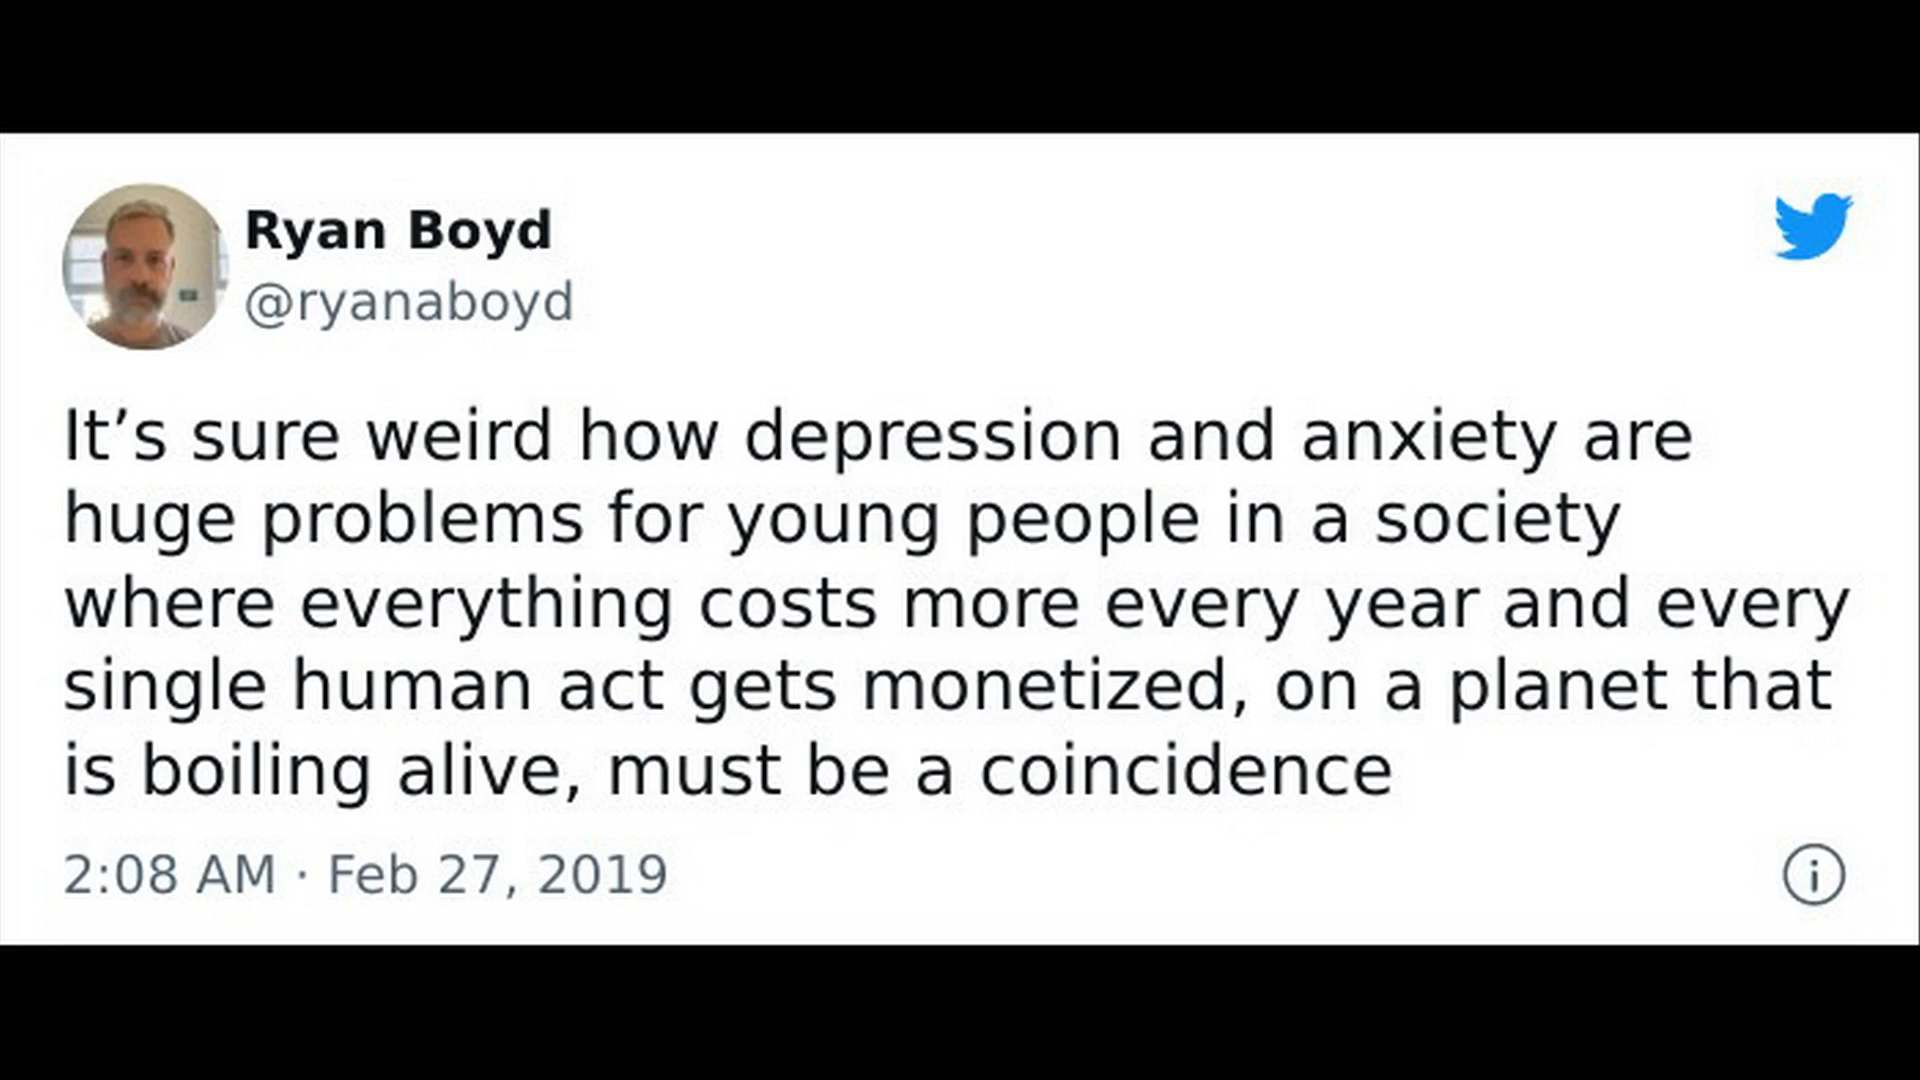 Ryan Boyd
@ryanaboyd
It’s sure weird how depression and anxiety are
huge problems for young people in a society
where everything costs more every year and every
single human act gets monetized, on a planet that
is boiling alive, must be a coincidence
2:08 AM · Feb 27, 2019